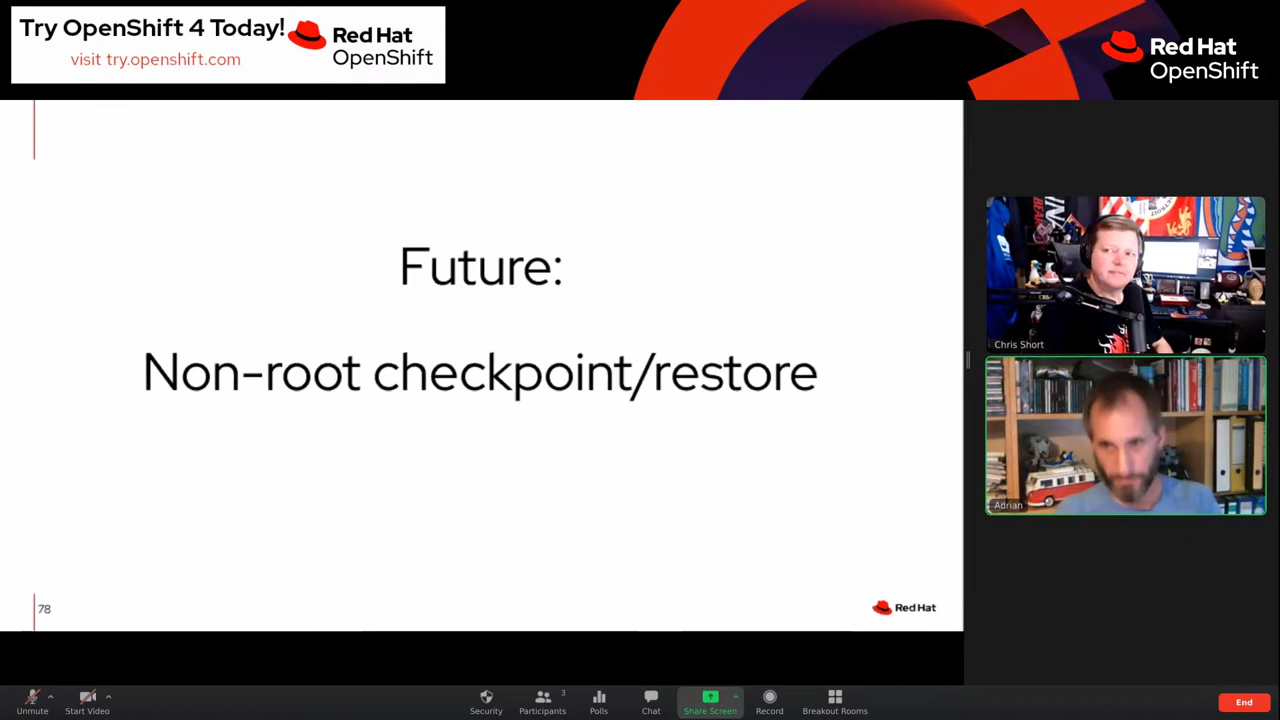 Try OpenShift 4 Today!
visit try.openshift.com
Red Hat
OpenShift
Red Hat
OpenShift
Future:
Non-root checkpoint/restore
78
Red Hat
Chris Short
Adrian
Unmute
Start Video
Security
Participants
3
Polls
Chat
Share Screen
Record
Breakout Rooms
End